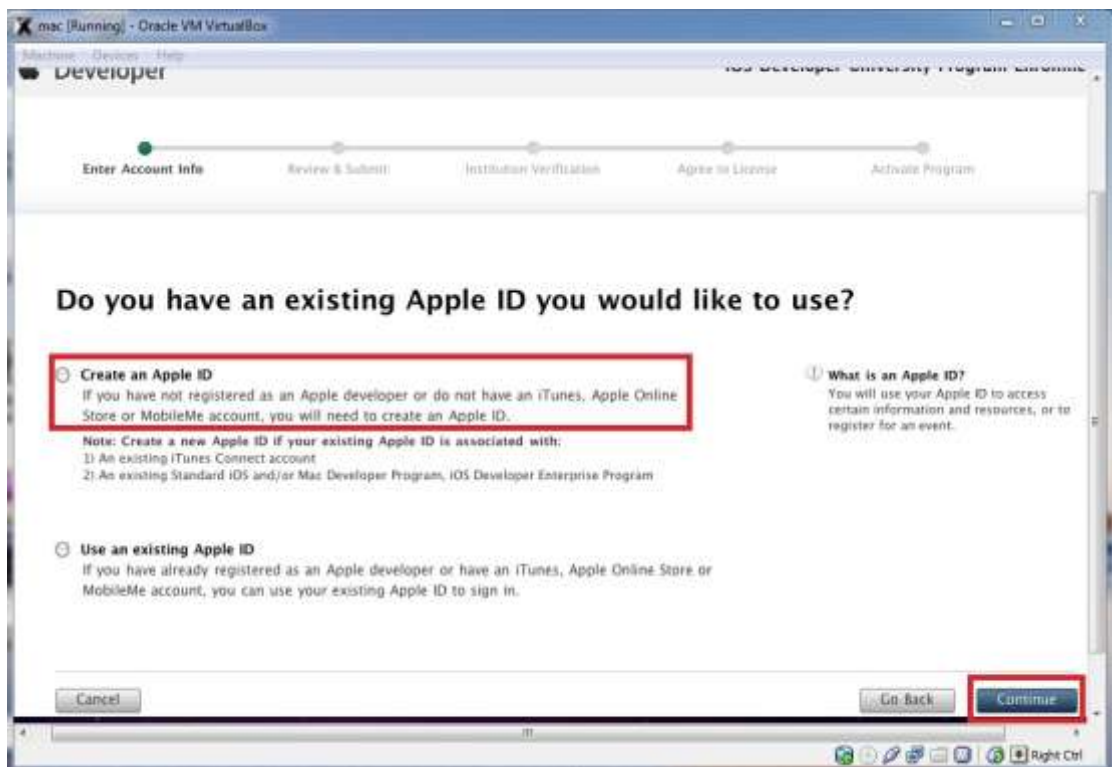 mac [Running] - Oracle VM VirtualBox
Machine Devices Help
Developer
iOS Developer University Program Enrollme
Enter Account Info
Review & Submit
Institution Verification
Agree to License
Activate Program
Do you have an existing Apple ID you would like to use?
Create an Apple ID
If you have not registered as an Apple developer or do not have an iTunes, Apple Online
Store or MobileMe account, you will need to create an Apple ID.
Note: Create a new Apple ID if your existing Apple ID is associated with:
1) An existing iTunes Connect account
2) An existing Standard iOS and/or Mac Developer Program, iOS Developer Enterprise Program
What is an Apple ID?
You will use your Apple ID to access
certain information and resources, or to
register for an event.
Use an existing Apple ID
If you have already registered as an Apple developer or have an iTunes, Apple Online Store or
MobileMe account, you can use your existing Apple ID to sign in.
Cancel
Go Back
Continue
Right Ctrl